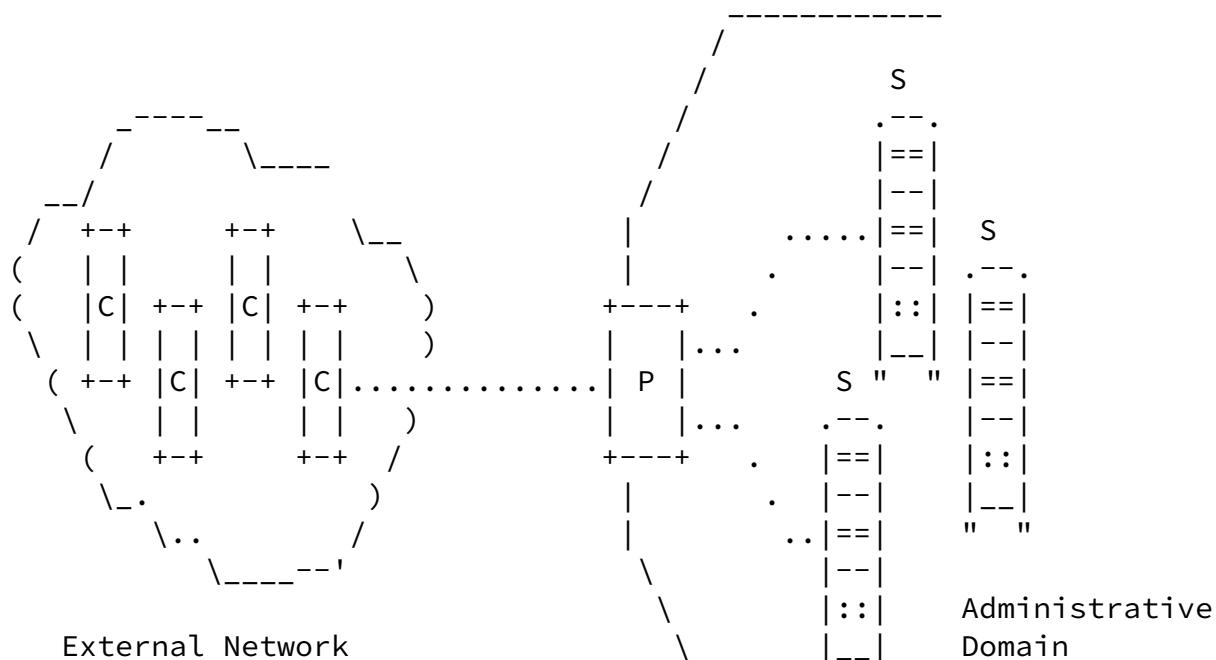 S
S
C C
C C P S
External Network
Administrative
Domain